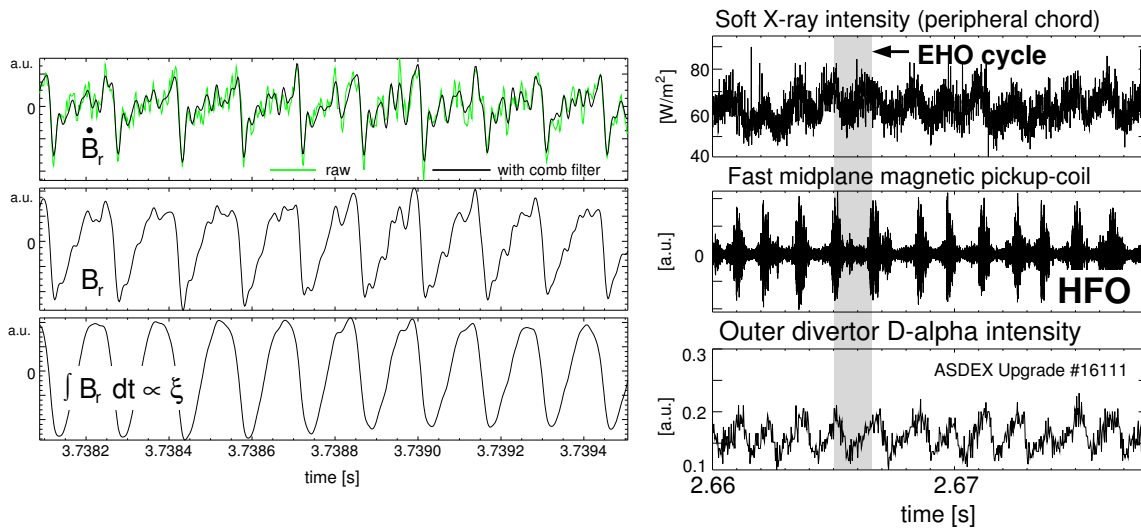 a.u.
0
Ḃr
raw
with comb filter
a.u.
0
Br
a.u.
0
∫ Br dt ∝ ξ
3.7382
3.7384
3.7386
3.7388
3.7390
3.7392
3.7394
time [s]
Soft X-ray intensity (peripheral chord)
EHO cycle
[W/m²]
80
60
40
Fast midplane magnetic pickup-coil
[a.u.]
0
HFO
Outer divertor D-alpha intensity
0.3
ASDEX Upgrade #16111
[a.u.]
0.2
0.1
2.66
2.67
time [s]